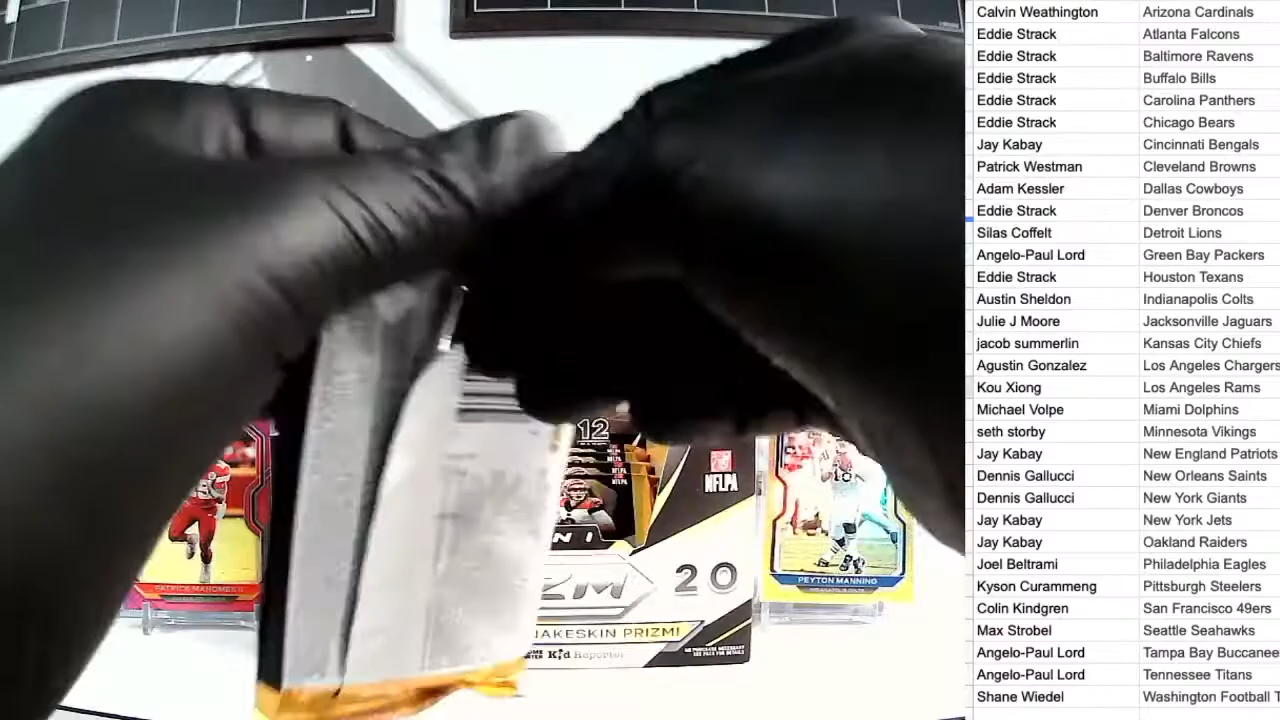 Calvin Weathington Arizona Cardinals
Eddie Strack Atlanta Falcons
Eddie Strack Baltimore Ravens
Eddie Strack Buffalo Bills
Eddie Strack Carolina Panthers
Eddie Strack Chicago Bears
Jay Kabay Cincinnati Bengals
Patrick Westman Cleveland Browns
Adam Kessler Dallas Cowboys
Eddie Strack Denver Broncos
Silas Coffelt Detroit Lions
Angelo-Paul Lord Green Bay Packers
Eddie Strack Houston Texans
Austin Sheldon Indianapolis Colts
Julie J Moore Jacksonville Jaguars
jacob summerlin Kansas City Chiefs
Agustin Gonzalez Los Angeles Chargers
Kou Xiong Los Angeles Rams
Michael Volpe Miami Dolphins
seth storby Minnesota Vikings
Jay Kabay New England Patriots
Dennis Gallucci New Orleans Saints
Dennis Gallucci New York Giants
Jay Kabay New York Jets
Jay Kabay Oakland Raiders
Joel Beltrami Philadelphia Eagles
Kyson Curammeng Pittsburgh Steelers
Colin Kindgren San Francisco 49ers
Max Strobel Seattle Seahawks
Angelo-Paul Lord Tampa Bay Buccanee
Angelo-Paul Lord Tennessee Titans
Shane Wiedel Washington Football T
12
NFLPA
20
NAKESKIN PRIZM!
Kid Reporter
PATRICK MAHOMES II
PEYTON MANNING